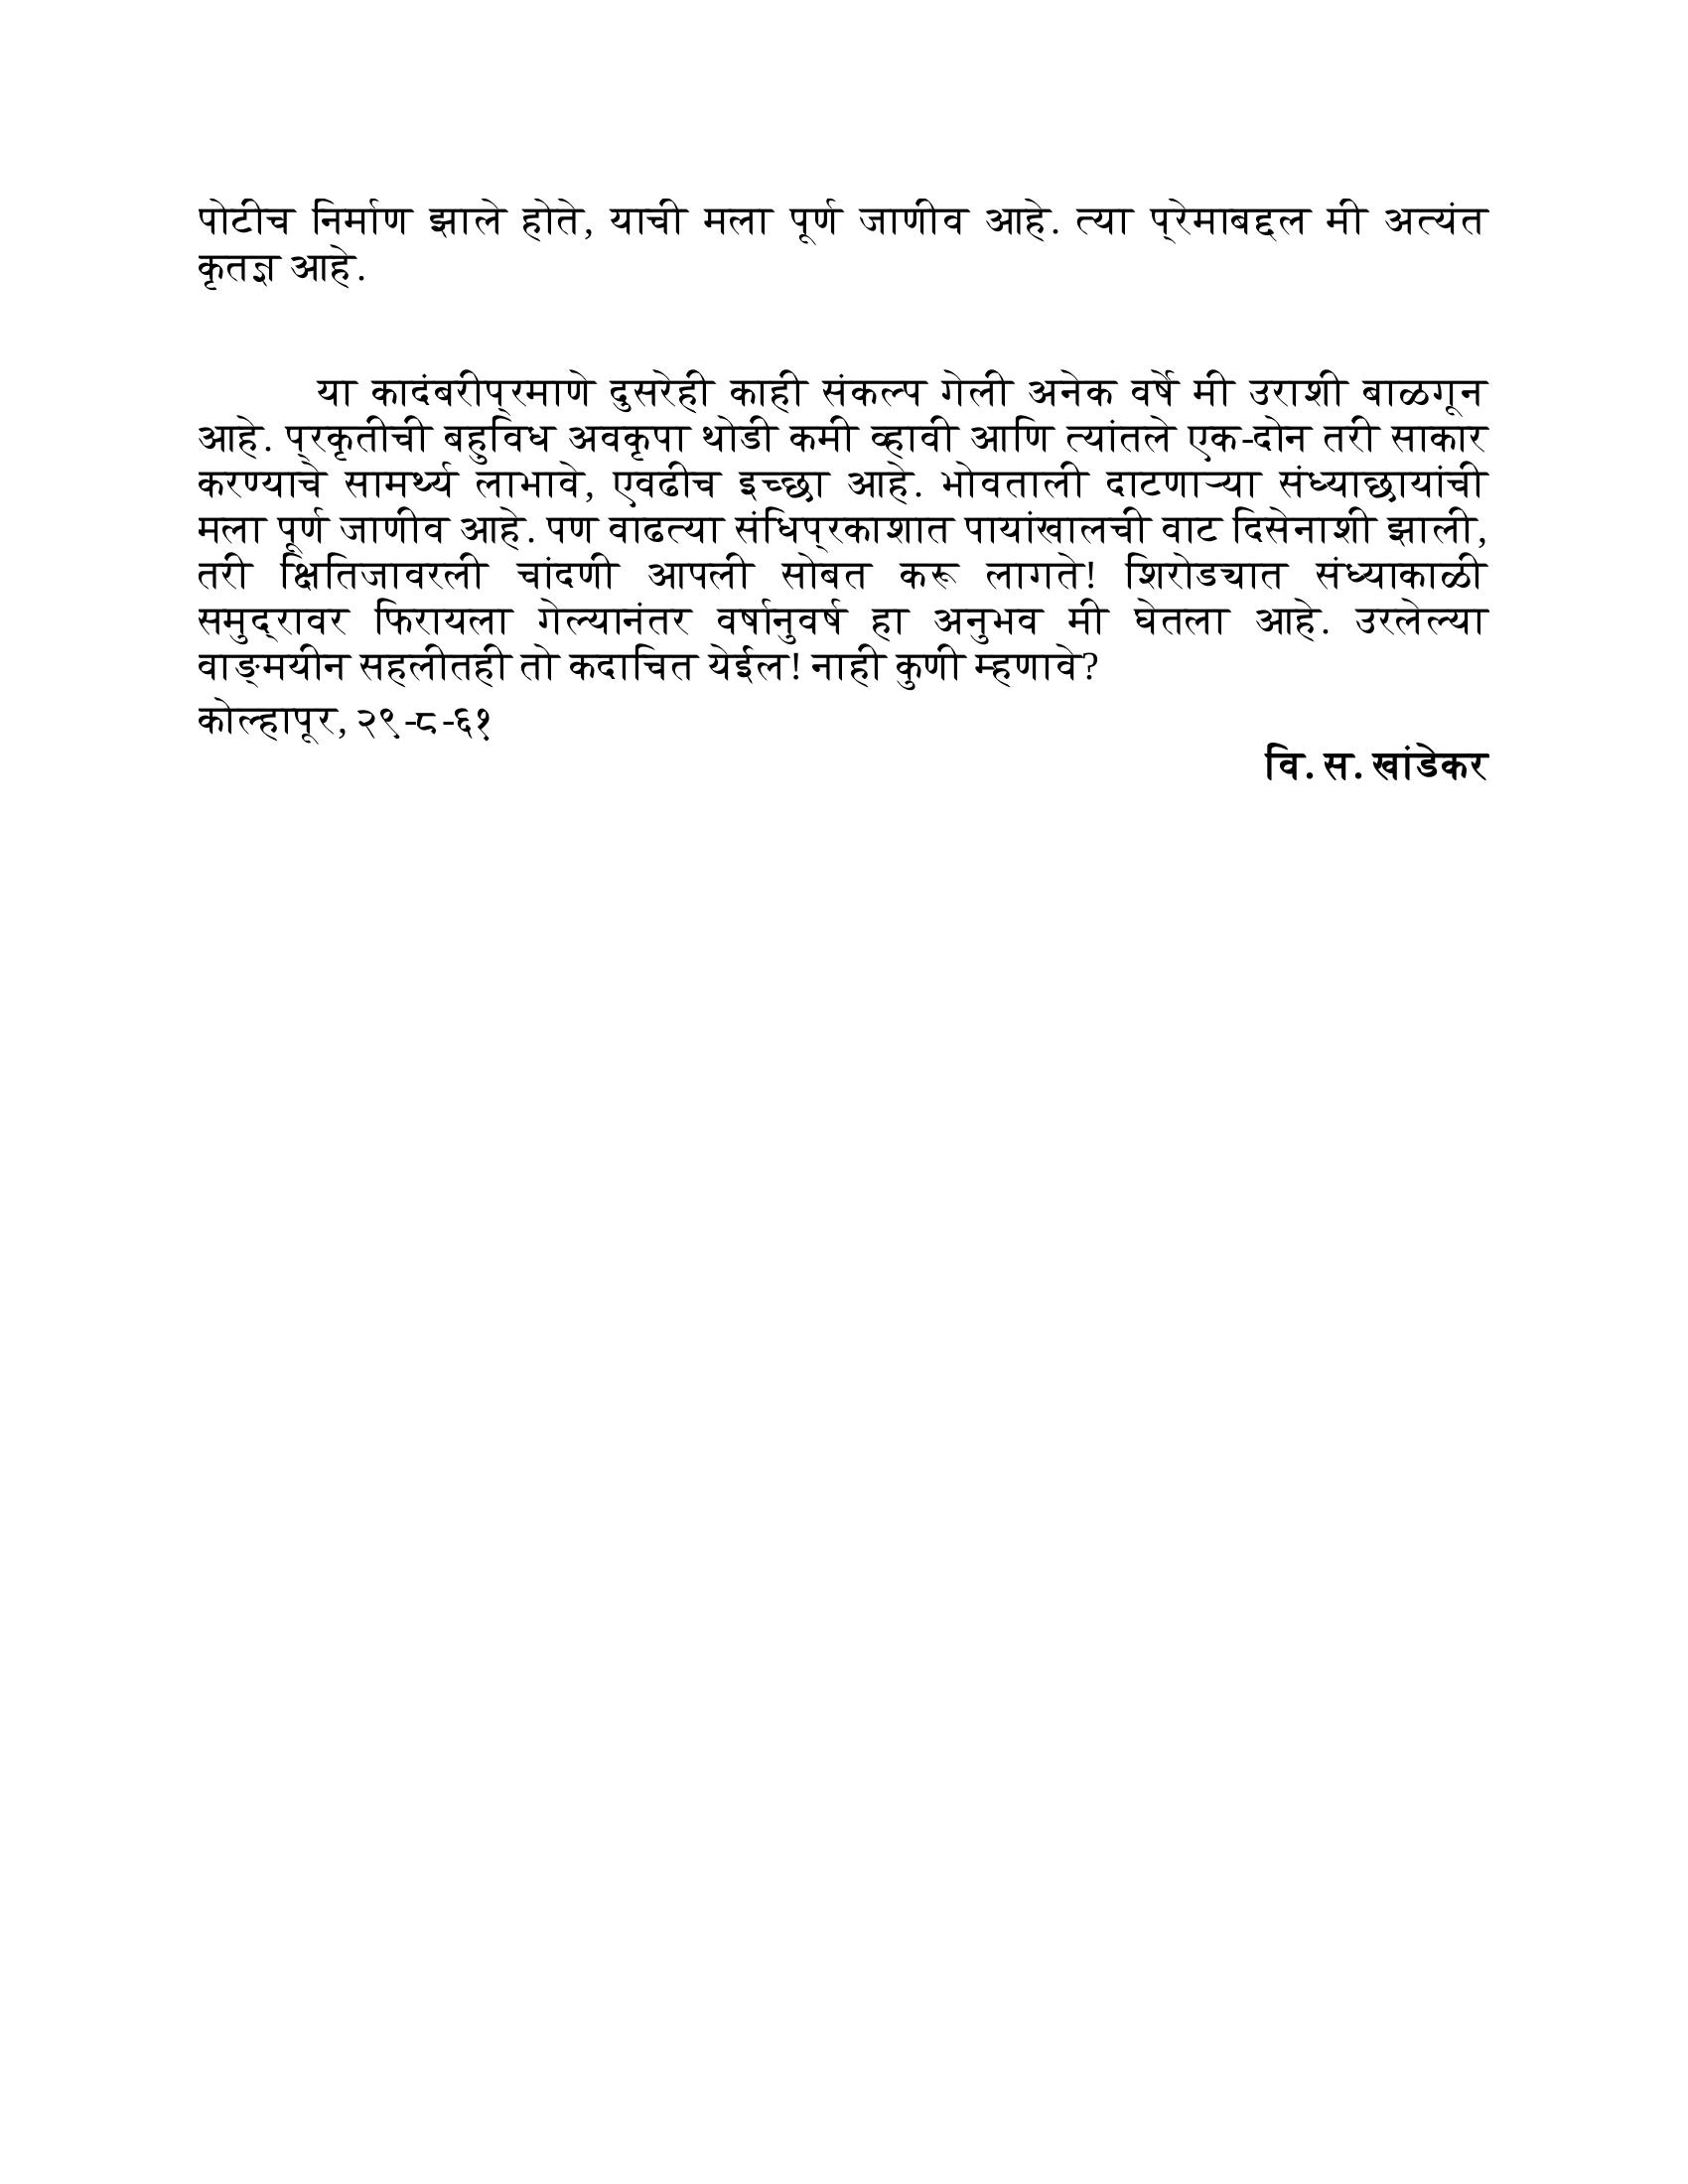 पोटीच निर्माण झाले होते, याची मला पूर्ण जाणीव आहे. त्या प्रेमाबद्दल मी अत्यंत
कृतज्ञ आहे.
या कादंबरीप्रमाणे दुसरेही काही संकल्प गेली अनेक वर्षे मी उराशी बाळगून
आहे. प्रकृतीची बहुविध अवकृपा थोडी कमी व्हावी आणि त्यांतले एक-दोन तरी साकार
करण्याचे सामर्थ्य लाभावे, एवढीच इच्छा आहे. भोवताली दाटणाऱ्या संध्याछायांची
मला पूर्ण जाणीव आहे. पण वाढत्या संधिप्रकाशात पायांखालची वाट दिसेनाशी झाली,
तरी क्षितिजावरली चांदणी आपली सोबत करू लागते! शिरोड्यात संध्याकाळी
समुद्रावर फिरायला गेल्यानंतर वर्षानुवर्ष हा अनुभव मी घेतला आहे. उरलेल्या
वाङ्मयीन सहलीतही तो कदाचित येईल! नाही कुणी म्हणावे?
कोल्हापूर, २९-८-६१
वि. स. खांडेकर